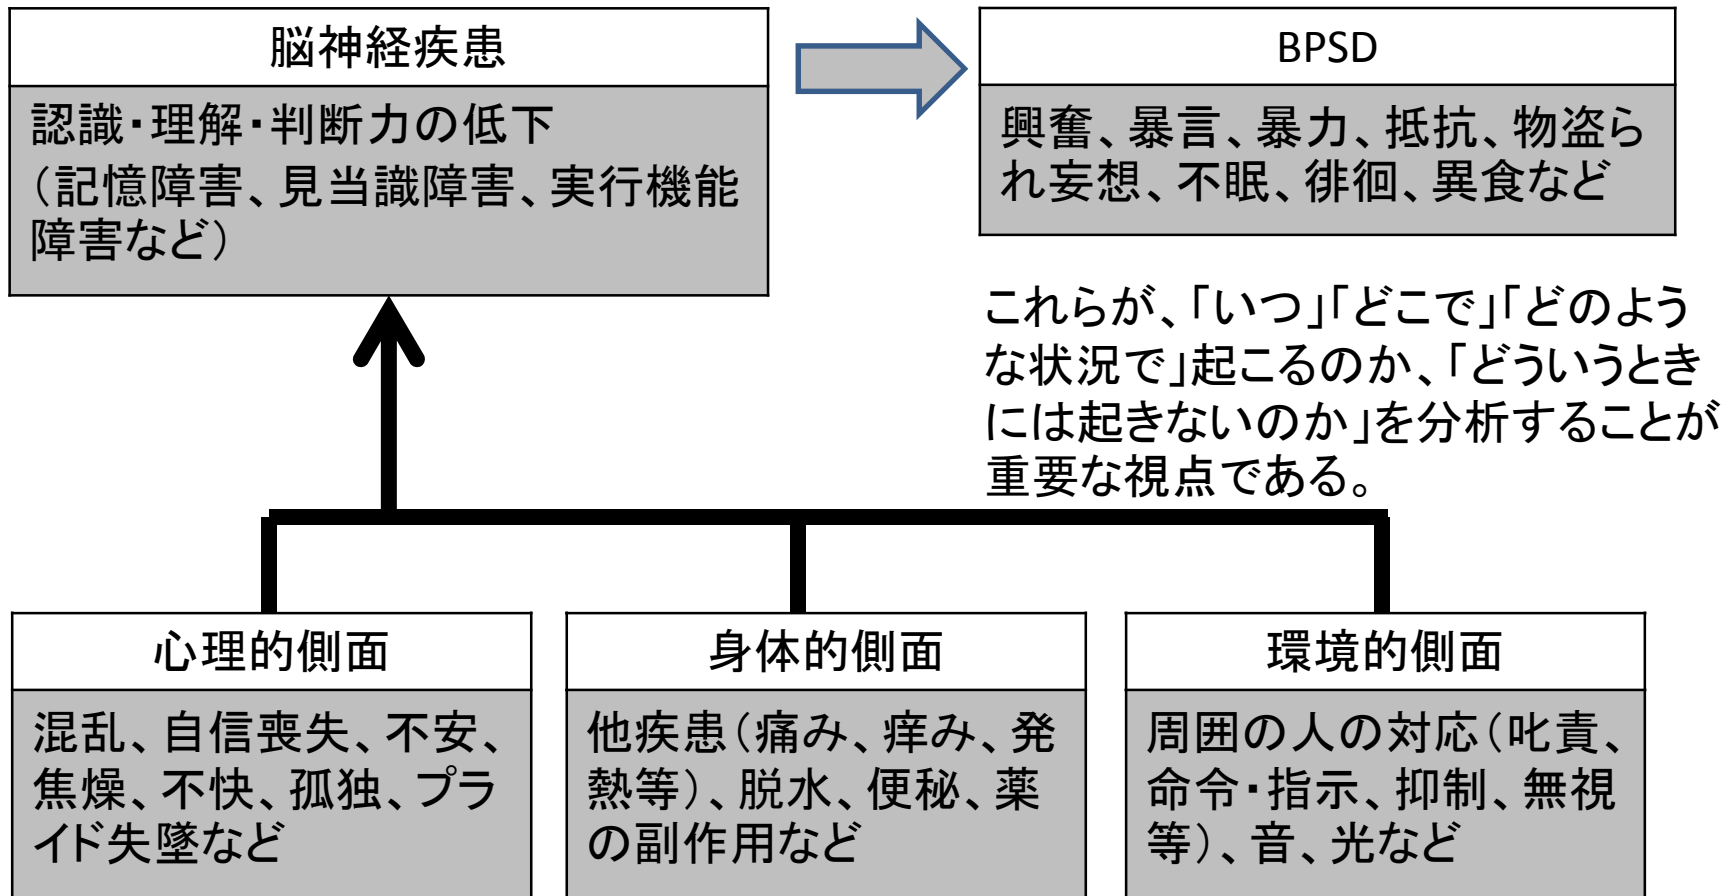 脳神経疾患
認識・理解・判断力の低下
（記憶障害、見当識障害、実行機能
障害など）
BPSD
興奮、暴言、暴力、抵抗、物盗ら
れ妄想、不眠、徘徊、異食など
これらが、「いつ」「どこで」「どのよう
な状況で」起こるのか、「どういうとき
には起きないのか」を分析することが
重要な視点である。
心理的側面
混乱、自信喪失、不安、
焦燥、不快、孤独、プラ
イド失墜など
身体的側面
他疾患（痛み、痒み、発
熱等）、脱水、便秘、薬
の副作用など
環境的側面
周囲の人の対応（叱責、
命令・指示、抑制、無視
等）、音、光など